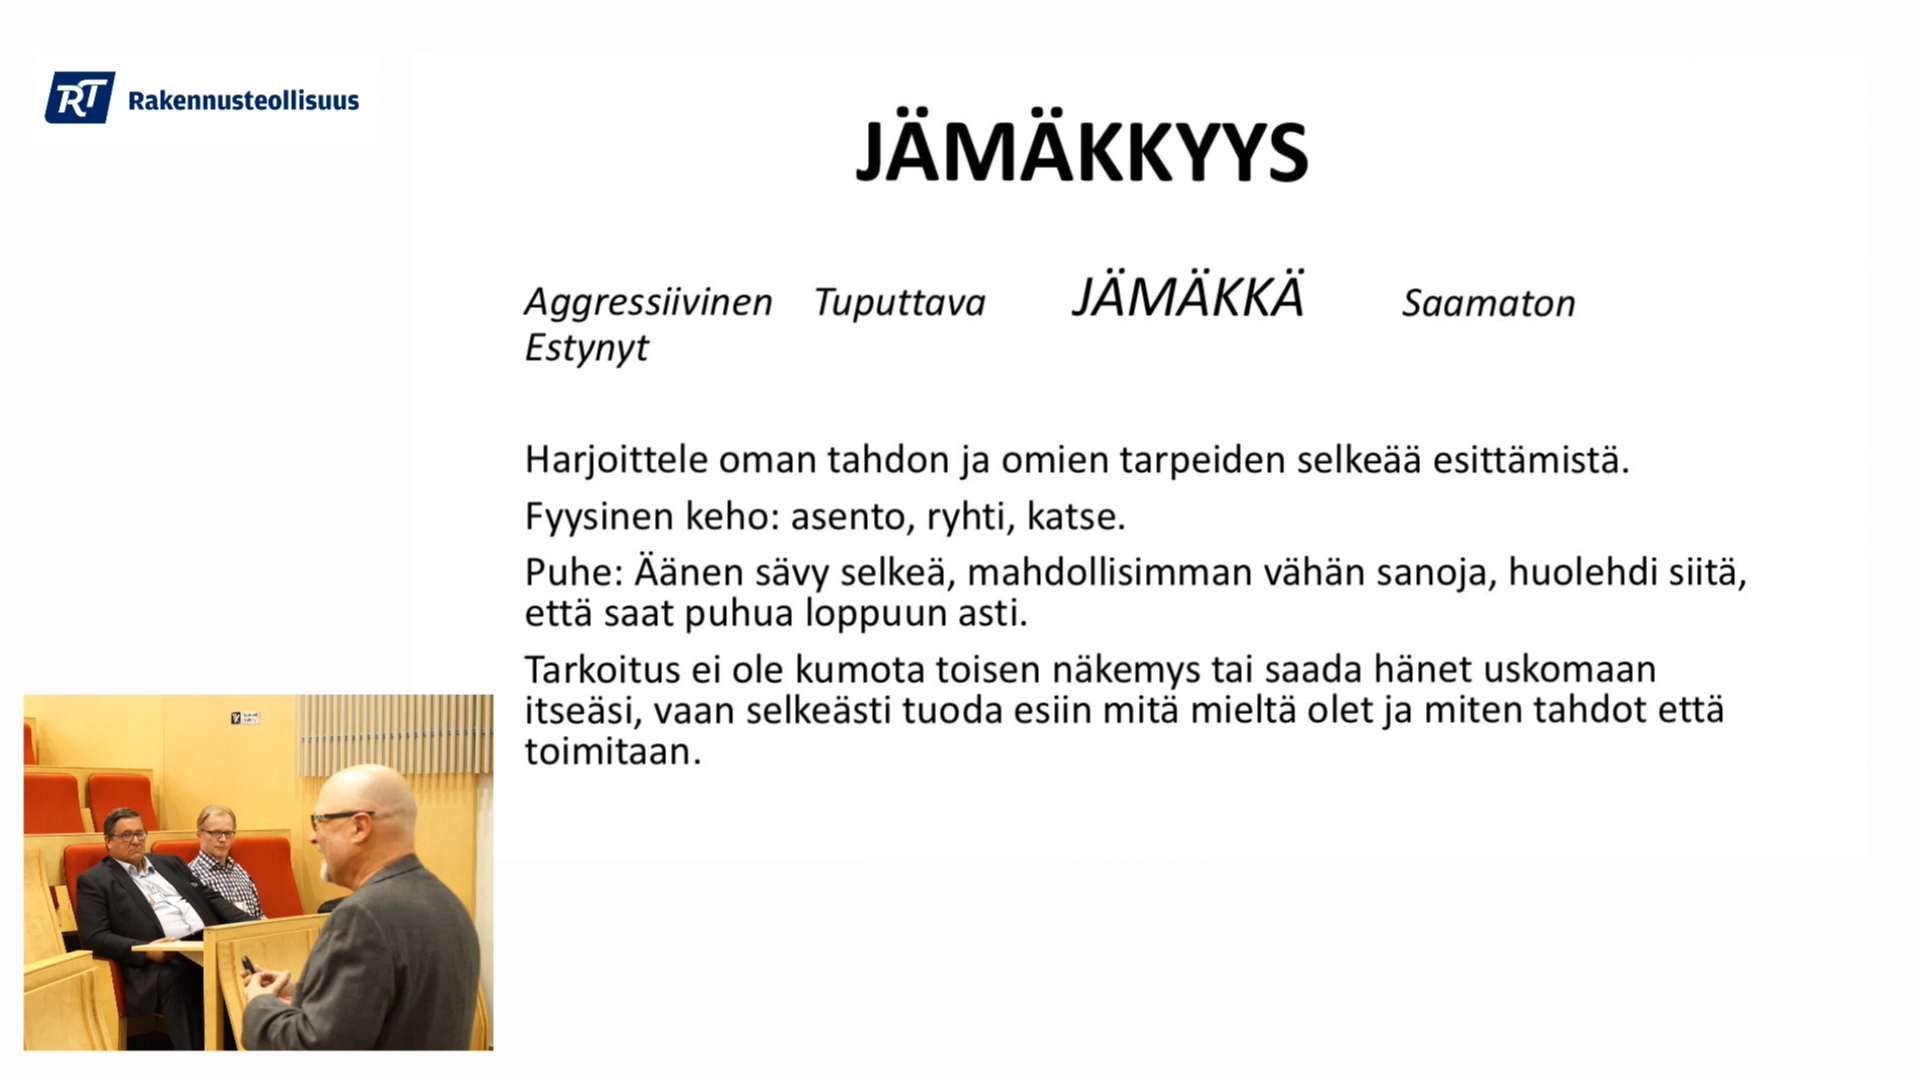 RT Rakennusteollisuus
JÄMÄKKYYS
Aggressiivinen Tuputtava JÄMÄKKÄ Saamaton
Estynyt
Harjoittele oman tahdon ja omien tarpeiden selkeää esittämistä.
Fyysinen keho: asento, ryhti, katse.
Puhe: Äänen sävy selkeä, mahdollisimman vähän sanoja, huolehdi siitä,
että saat puhua loppuun asti.
Tarkoitus ei ole kumota toisen näkemys tai saada hänet uskomaan
itseäsi, vaan selkeästi tuoda esiin mitä mieltä olet ja miten tahdot että
toimitaan.